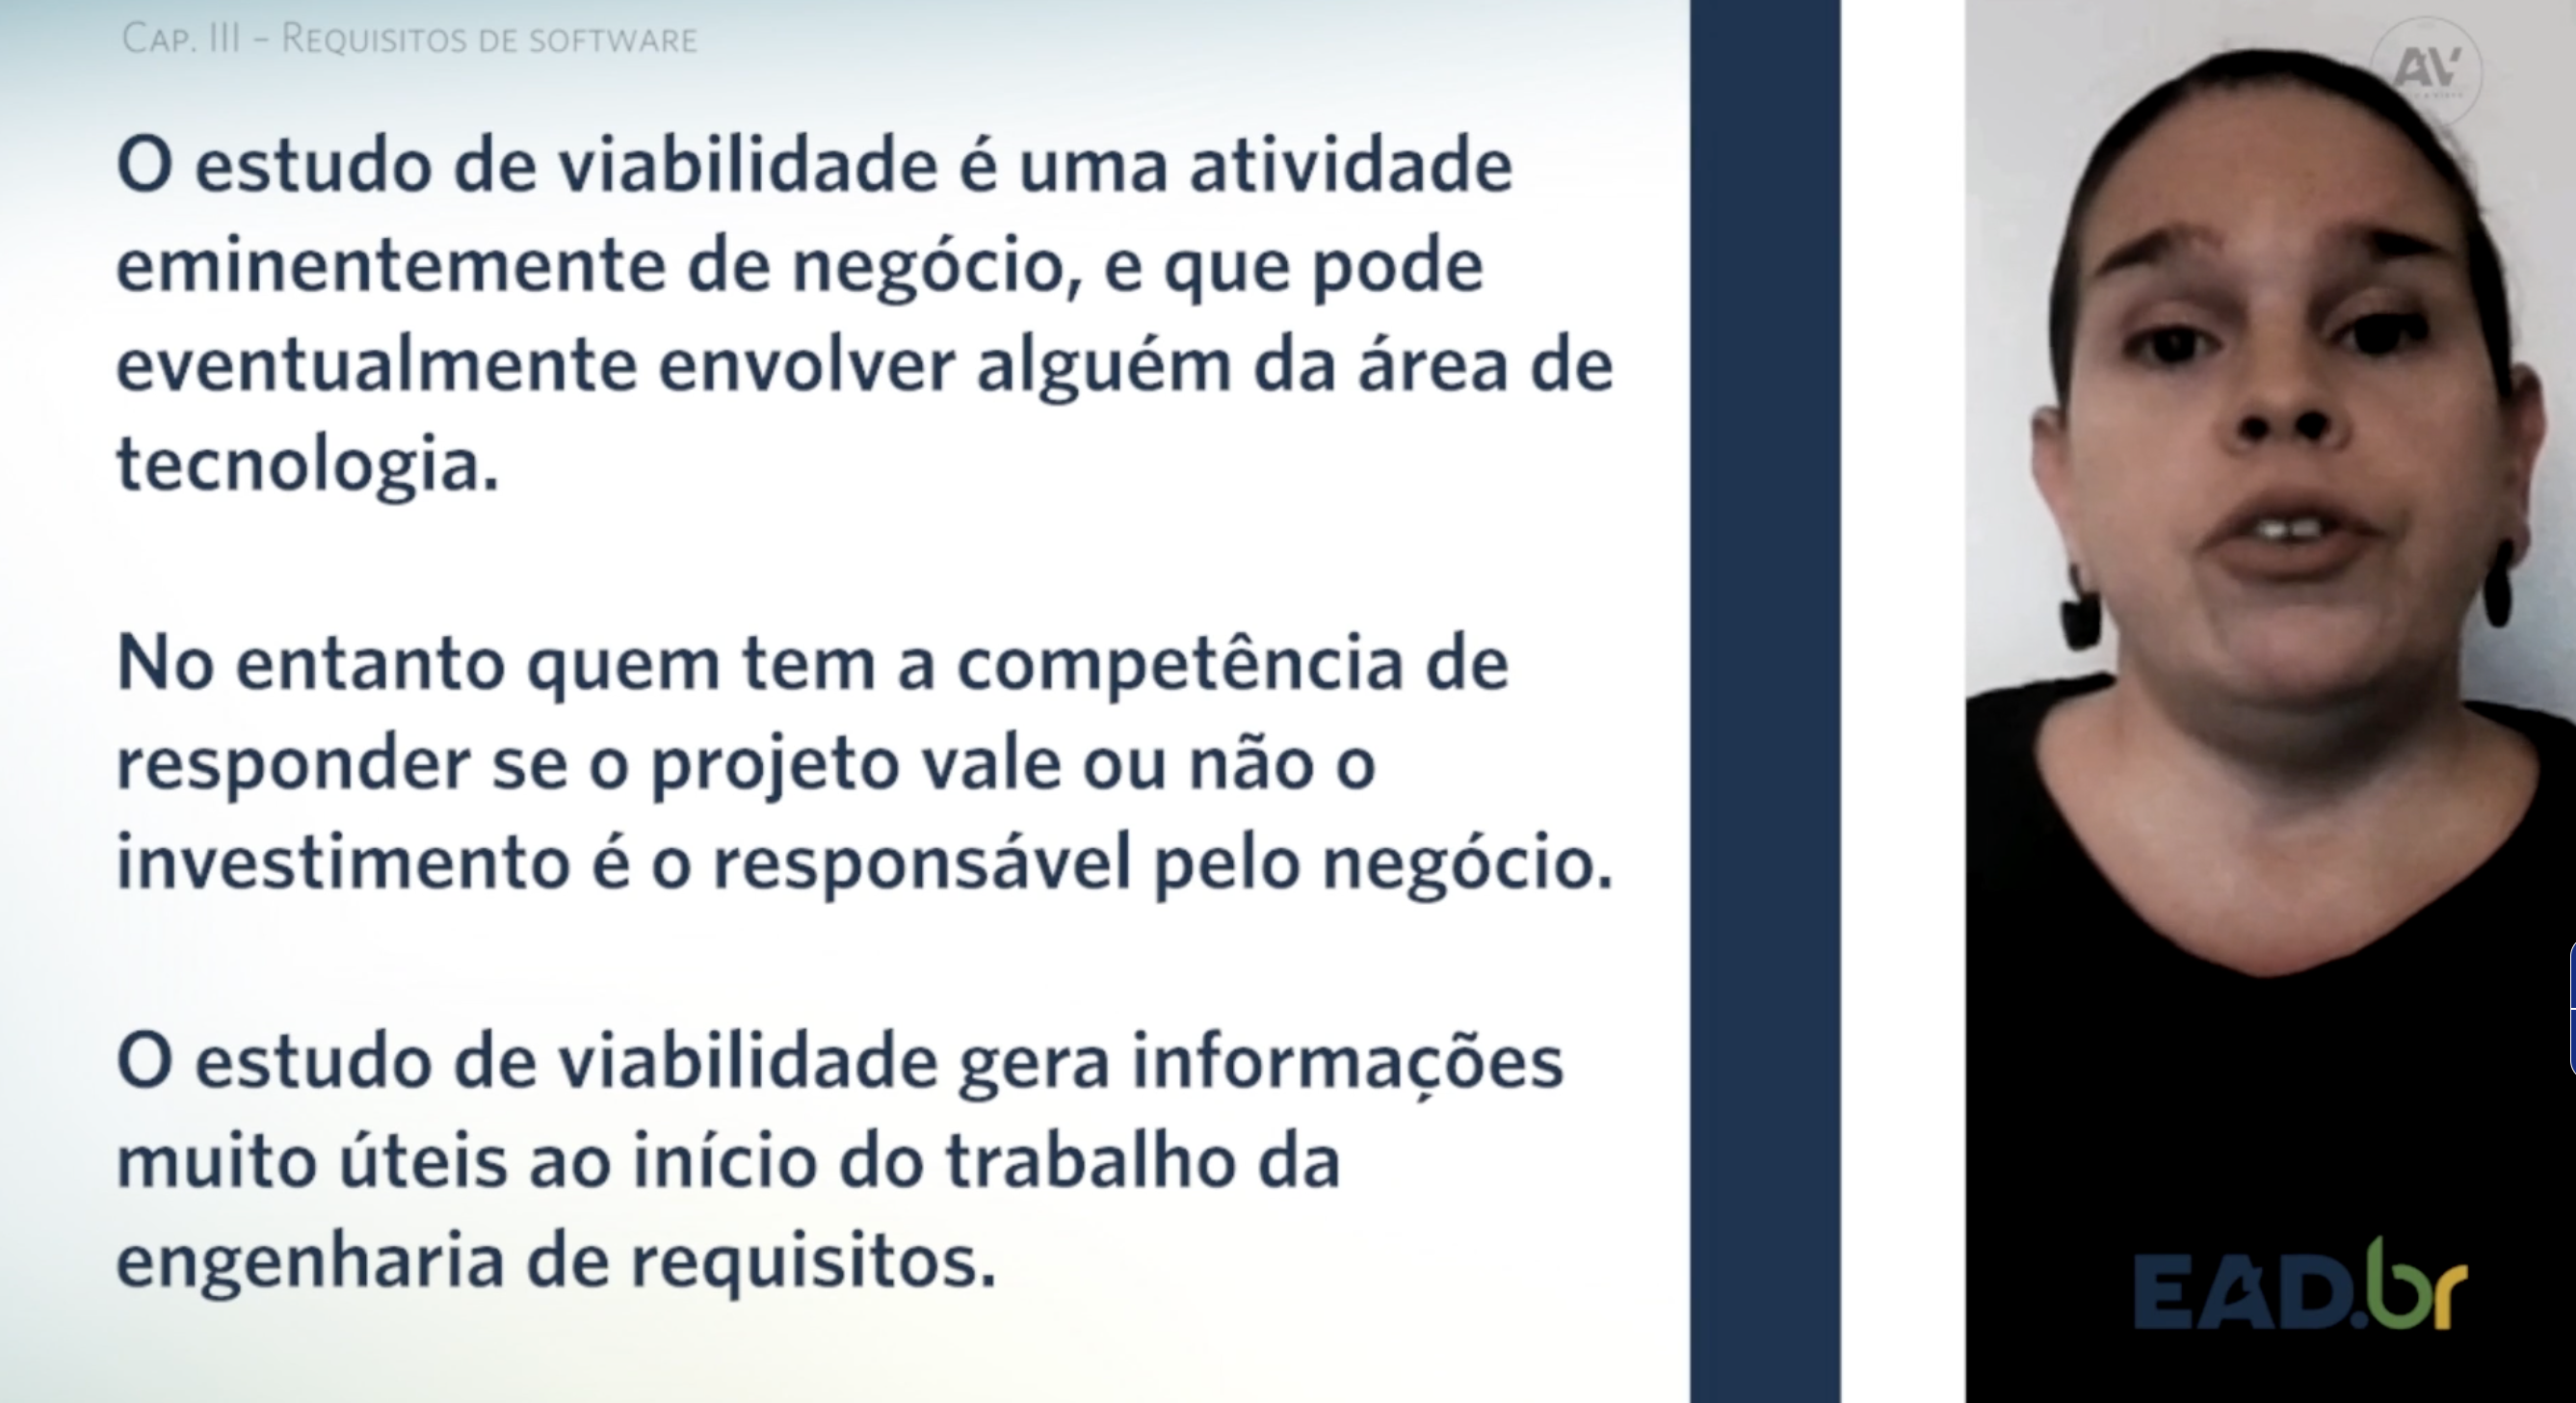 Cap. III – Requisitos de software
O estudo de viabilidade é uma atividade
eminentemente de negócio, e que pode
eventualmente envolver alguém da área de
tecnologia.
No entanto quem tem a competência de
responder se o projeto vale ou não o
investimento é o responsável pelo negócio.
O estudo de viabilidade gera informações
muito úteis ao início do trabalho da
engenharia de requisitos.
AV
EAD.br